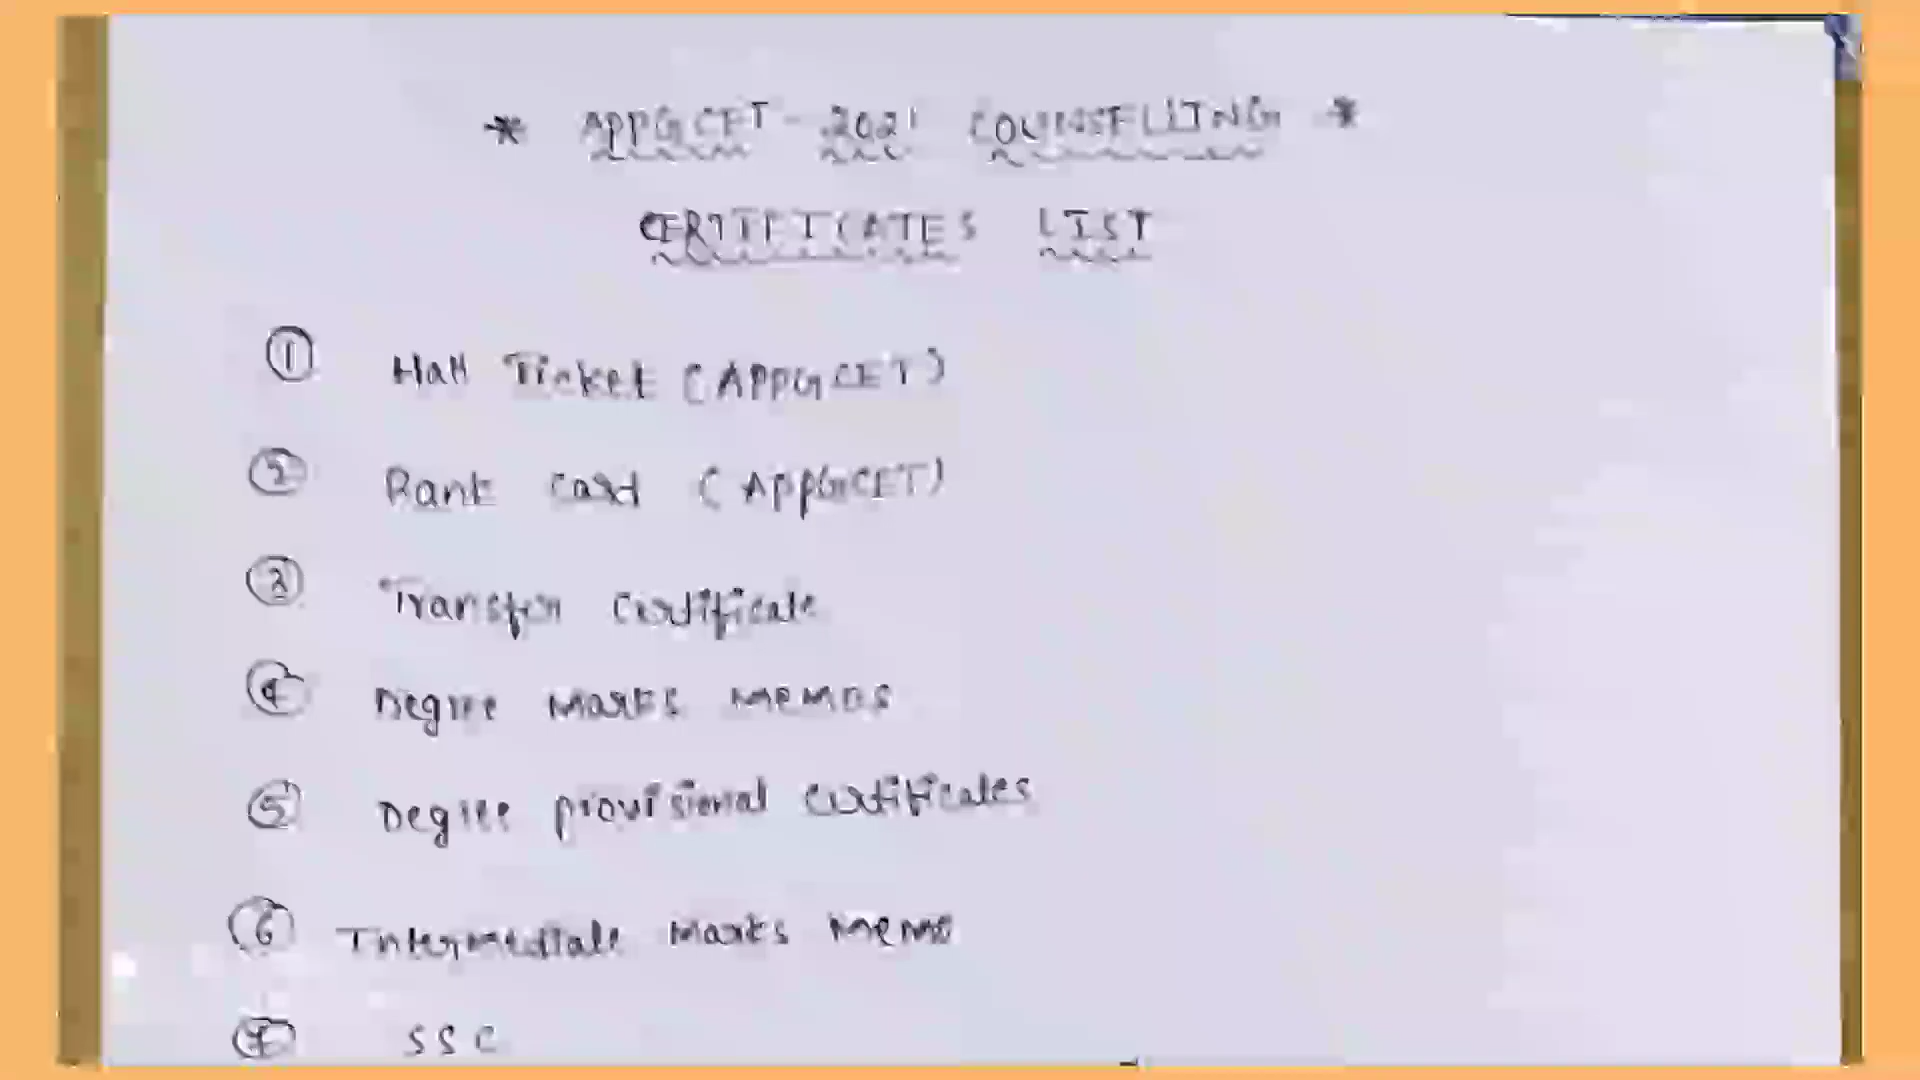 * APPGCET - 2021 COUNSELLING *
CERTIFICATES LIST
① Hall Ticket (APPGCET)
② Rank card (APPGCET)
③ Transfer certificate
④ Degree Marks MEMOS
⑤ Degree provisional certificates
⑥ Intermediate Marks Memo
⑦ SSC